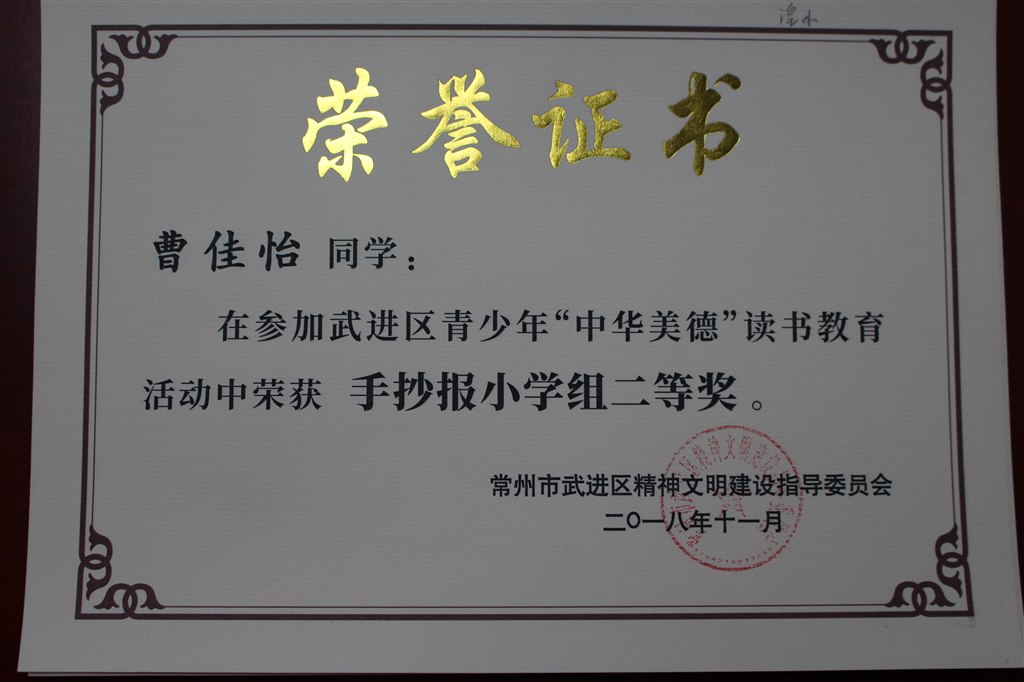 湟小
荣誉证书
曹佳怡 同学：
在参加武进区青少年“中华美德”读书教育
活动中荣获 手抄报小学组二等奖。
常州市武进区精神文明建设指导委员会
二〇一八年十一月